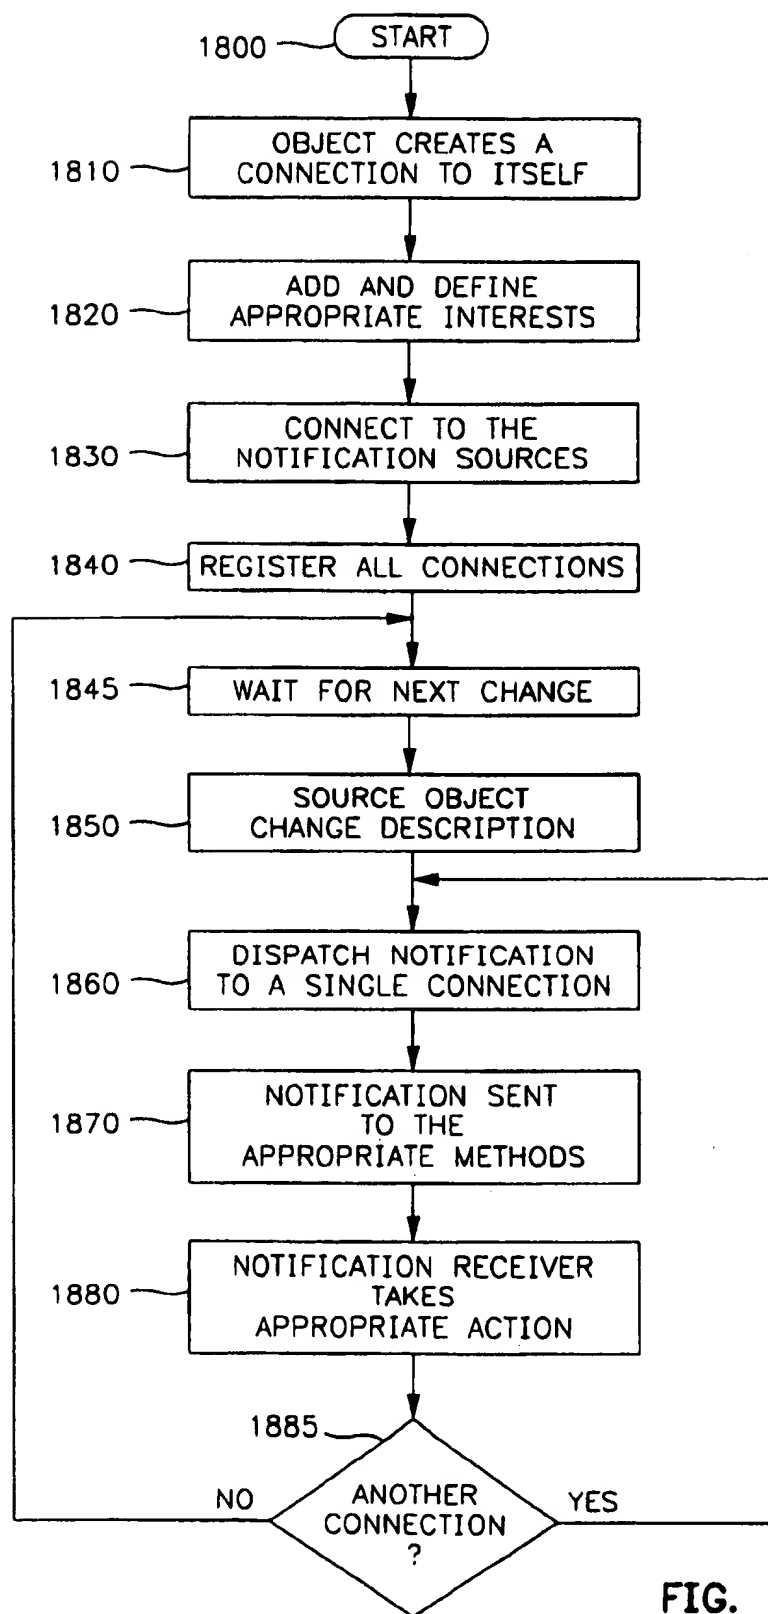 1800
START
1810
OBJECT CREATES A
CONNECTION TO ITSELF
1820
ADD AND DEFINE
APPROPRIATE INTERESTS
1830
CONNECT TO THE
NOTIFICATION SOURCES
1840
REGISTER ALL CONNECTIONS
1845
WAIT FOR NEXT CHANGE
1850
SOURCE OBJECT
CHANGE DESCRIPTION
1860
DISPATCH NOTIFICATION
TO A SINGLE CONNECTION
1870
NOTIFICATION SENT
TO THE
APPROPRIATE METHODS
1880
NOTIFICATION RECEIVER
TAKES
APPROPRIATE ACTION
1885
NO
ANOTHER
CONNECTION
?
YES
FIG.